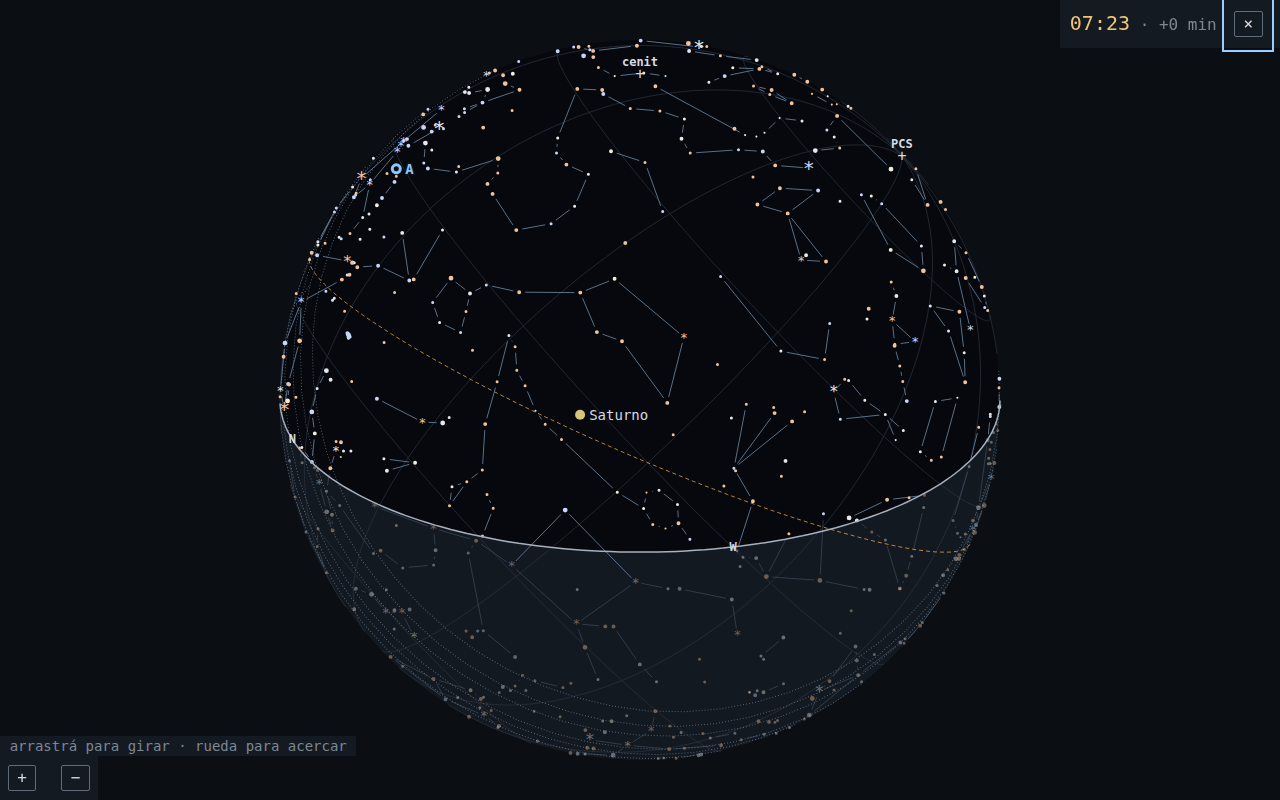 07:23 · +0 min ×
cenit
PCS
A
Saturno
N
W
arrastrá para girar · rueda para acercar
+ −